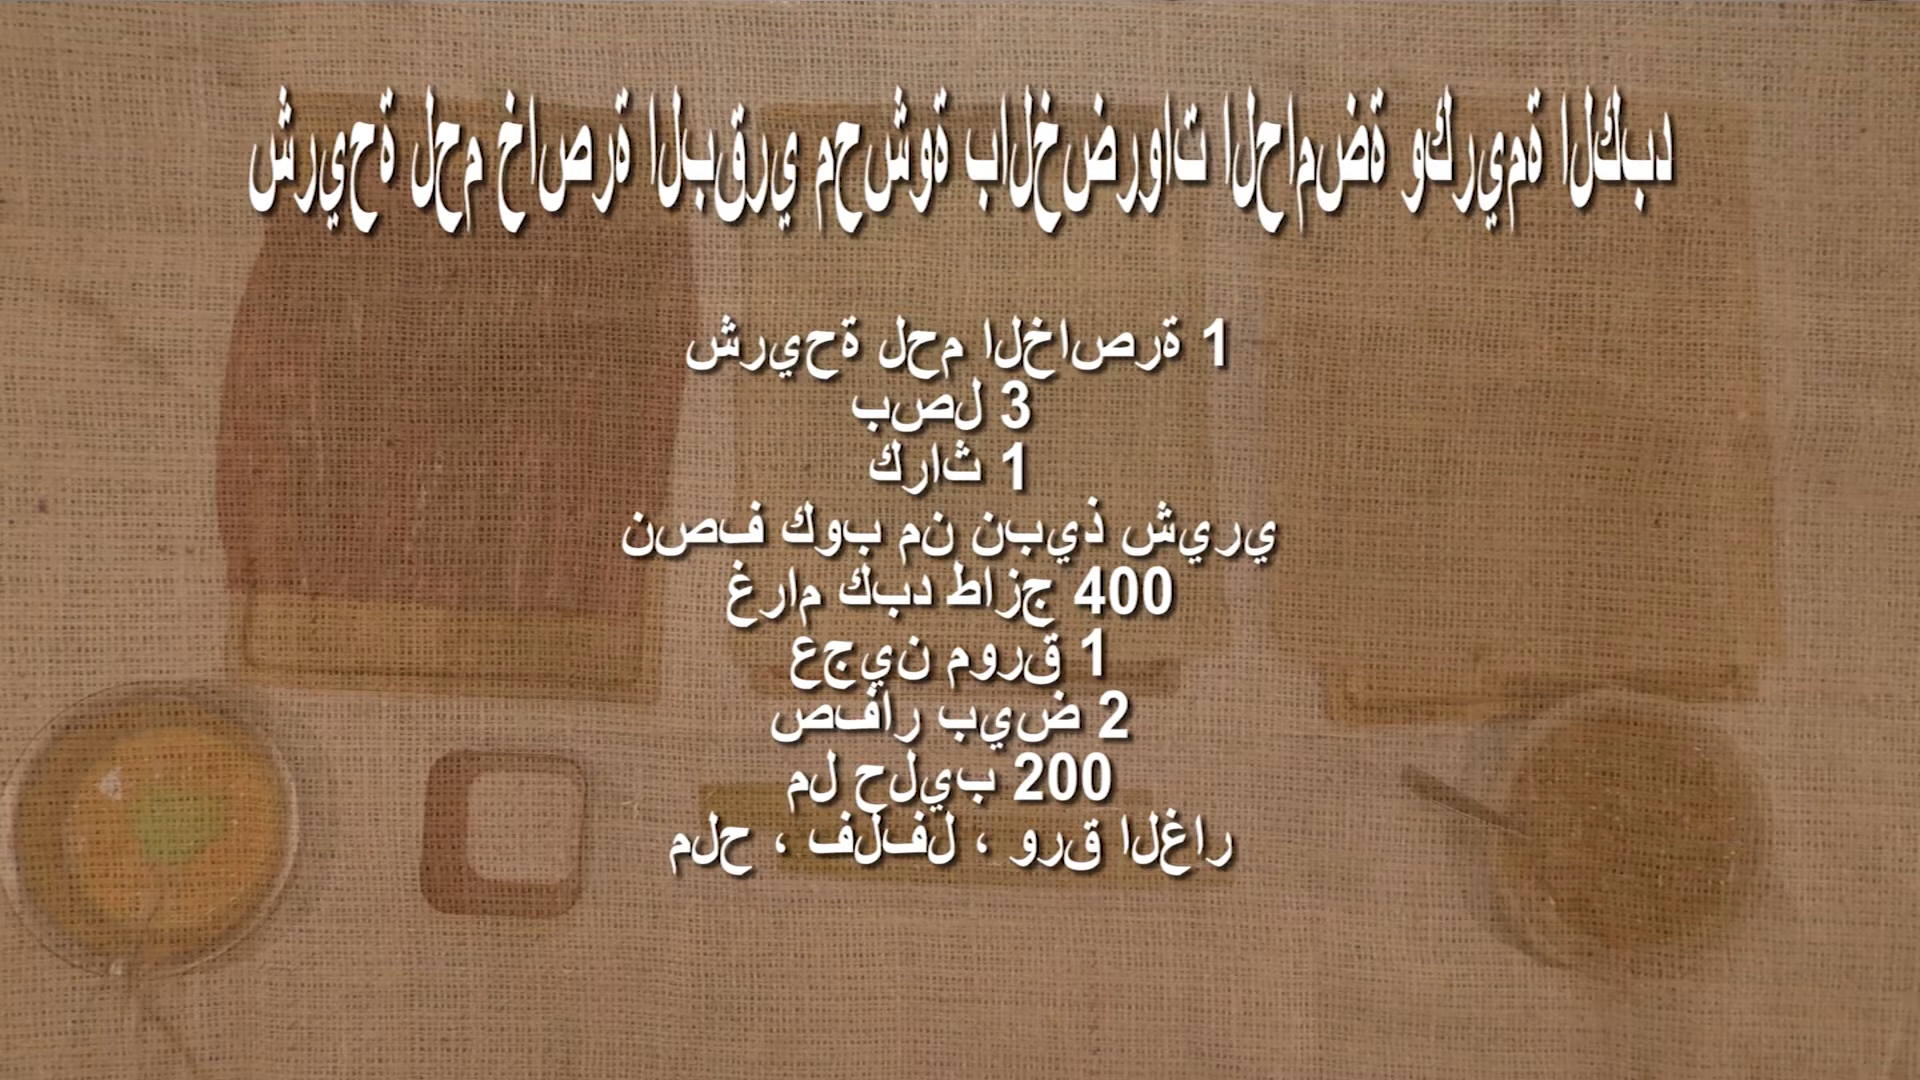 شريحة لحم خاصرة البقري محشوة بالخضروات الحامضة وكريمة الكبد
1 شريحة لحم الخاصرة
3 بصل
1 كراث
نصف كوب من نبيذ شيري
400 غرام كبد طازج
1 عجين مورق
2 صفار بيض
200 مل حليب
ملح ، فلفل ، ورق الغار